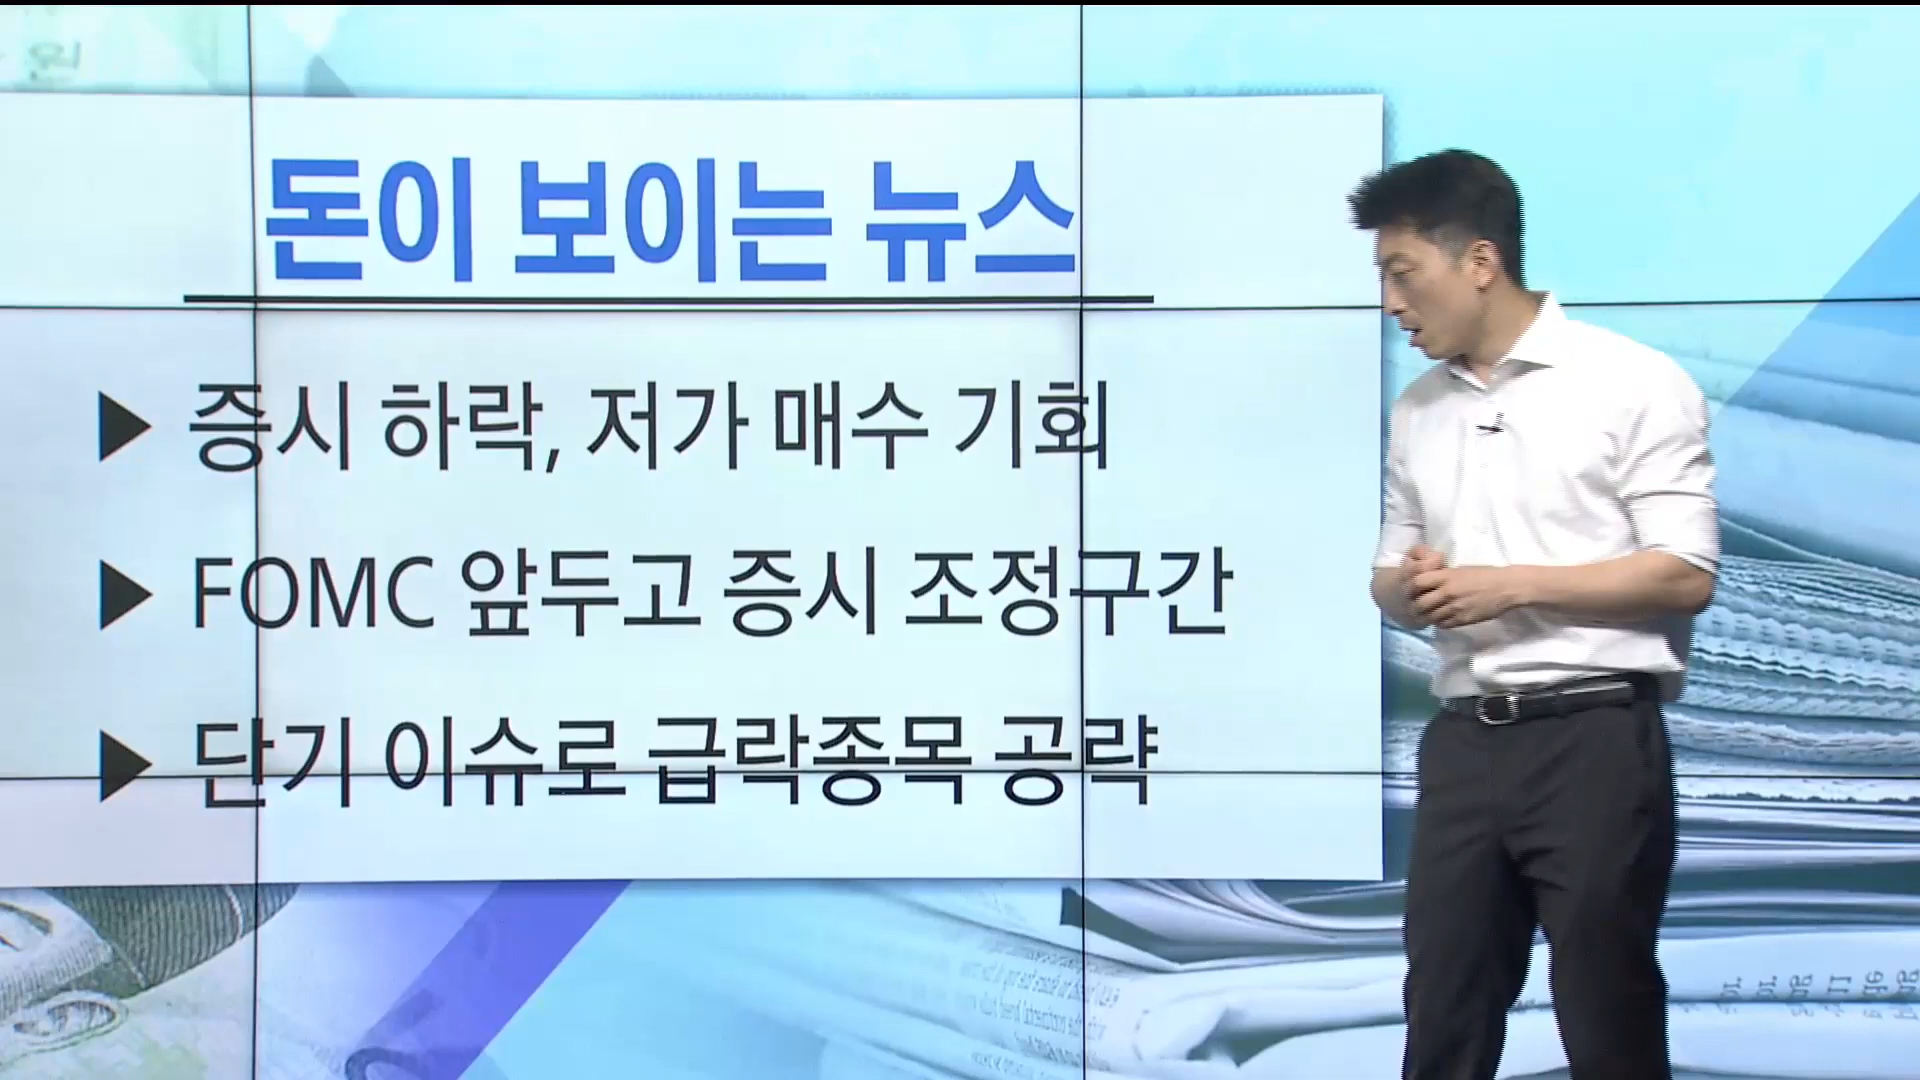 돈이 보이는 뉴스
▶ 증시 하락, 저가 매수 기회
▶ FOMC 앞두고 증시 조정구간
▶ 단기 이슈로 급락종목 공략